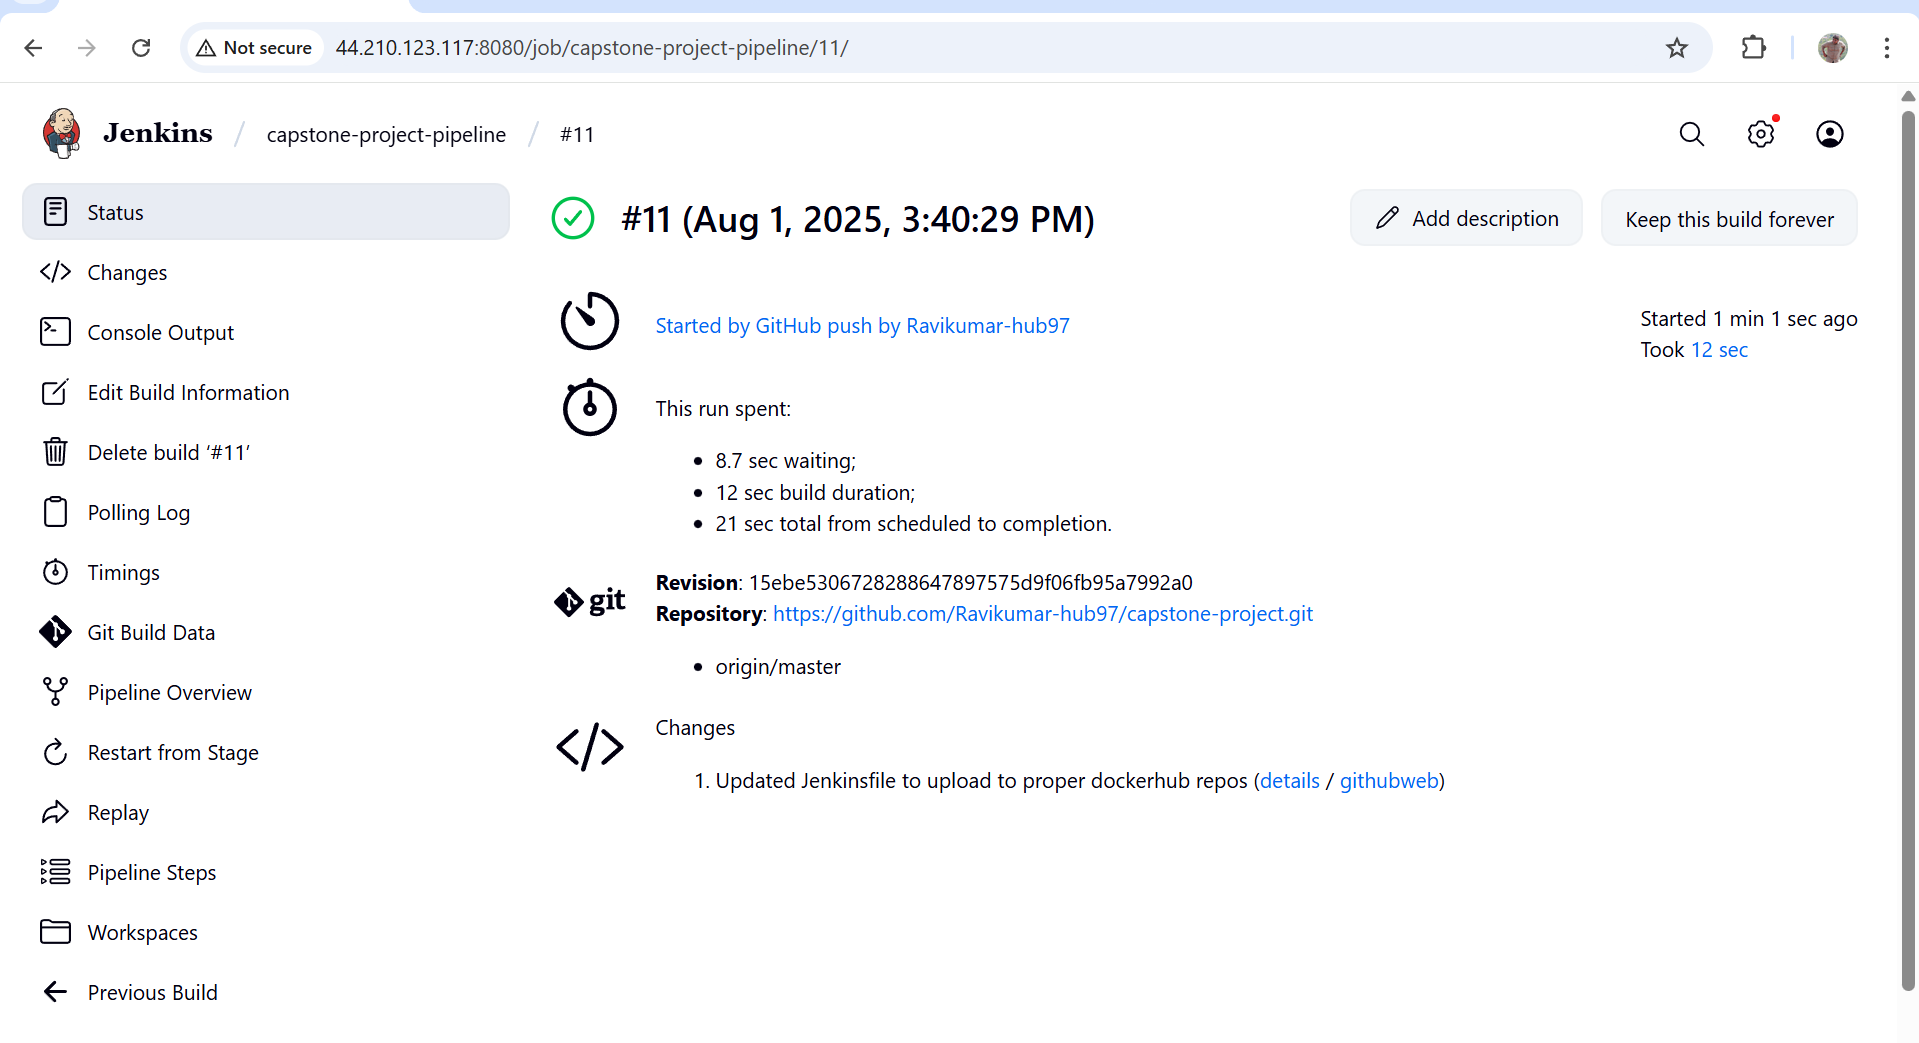 Not secure
44.210.123.117:8080/job/capstone-project-pipeline/11/
Jenkins / capstone-project-pipeline / #11
Status
Changes
Console Output
Edit Build Information
Delete build ‘#11’
Polling Log
Timings
Git Build Data
Pipeline Overview
Restart from Stage
Replay
Pipeline Steps
Workspaces
Previous Build
#11 (Aug 1, 2025, 3:40:29 PM)
Add description
Keep this build forever
Started by GitHub push by Ravikumar-hub97
Started 1 min 1 sec ago
Took 12 sec
This run spent:
8.7 sec waiting;
12 sec build duration;
21 sec total from scheduled to completion.
git
Revision: 15ebe5306728288647897575d9f06fb95a7992a0
Repository: https://github.com/Ravikumar-hub97/capstone-project.git
origin/master
Changes
1. Updated Jenkinsfile to upload to proper dockerhub repos (details / githubweb)